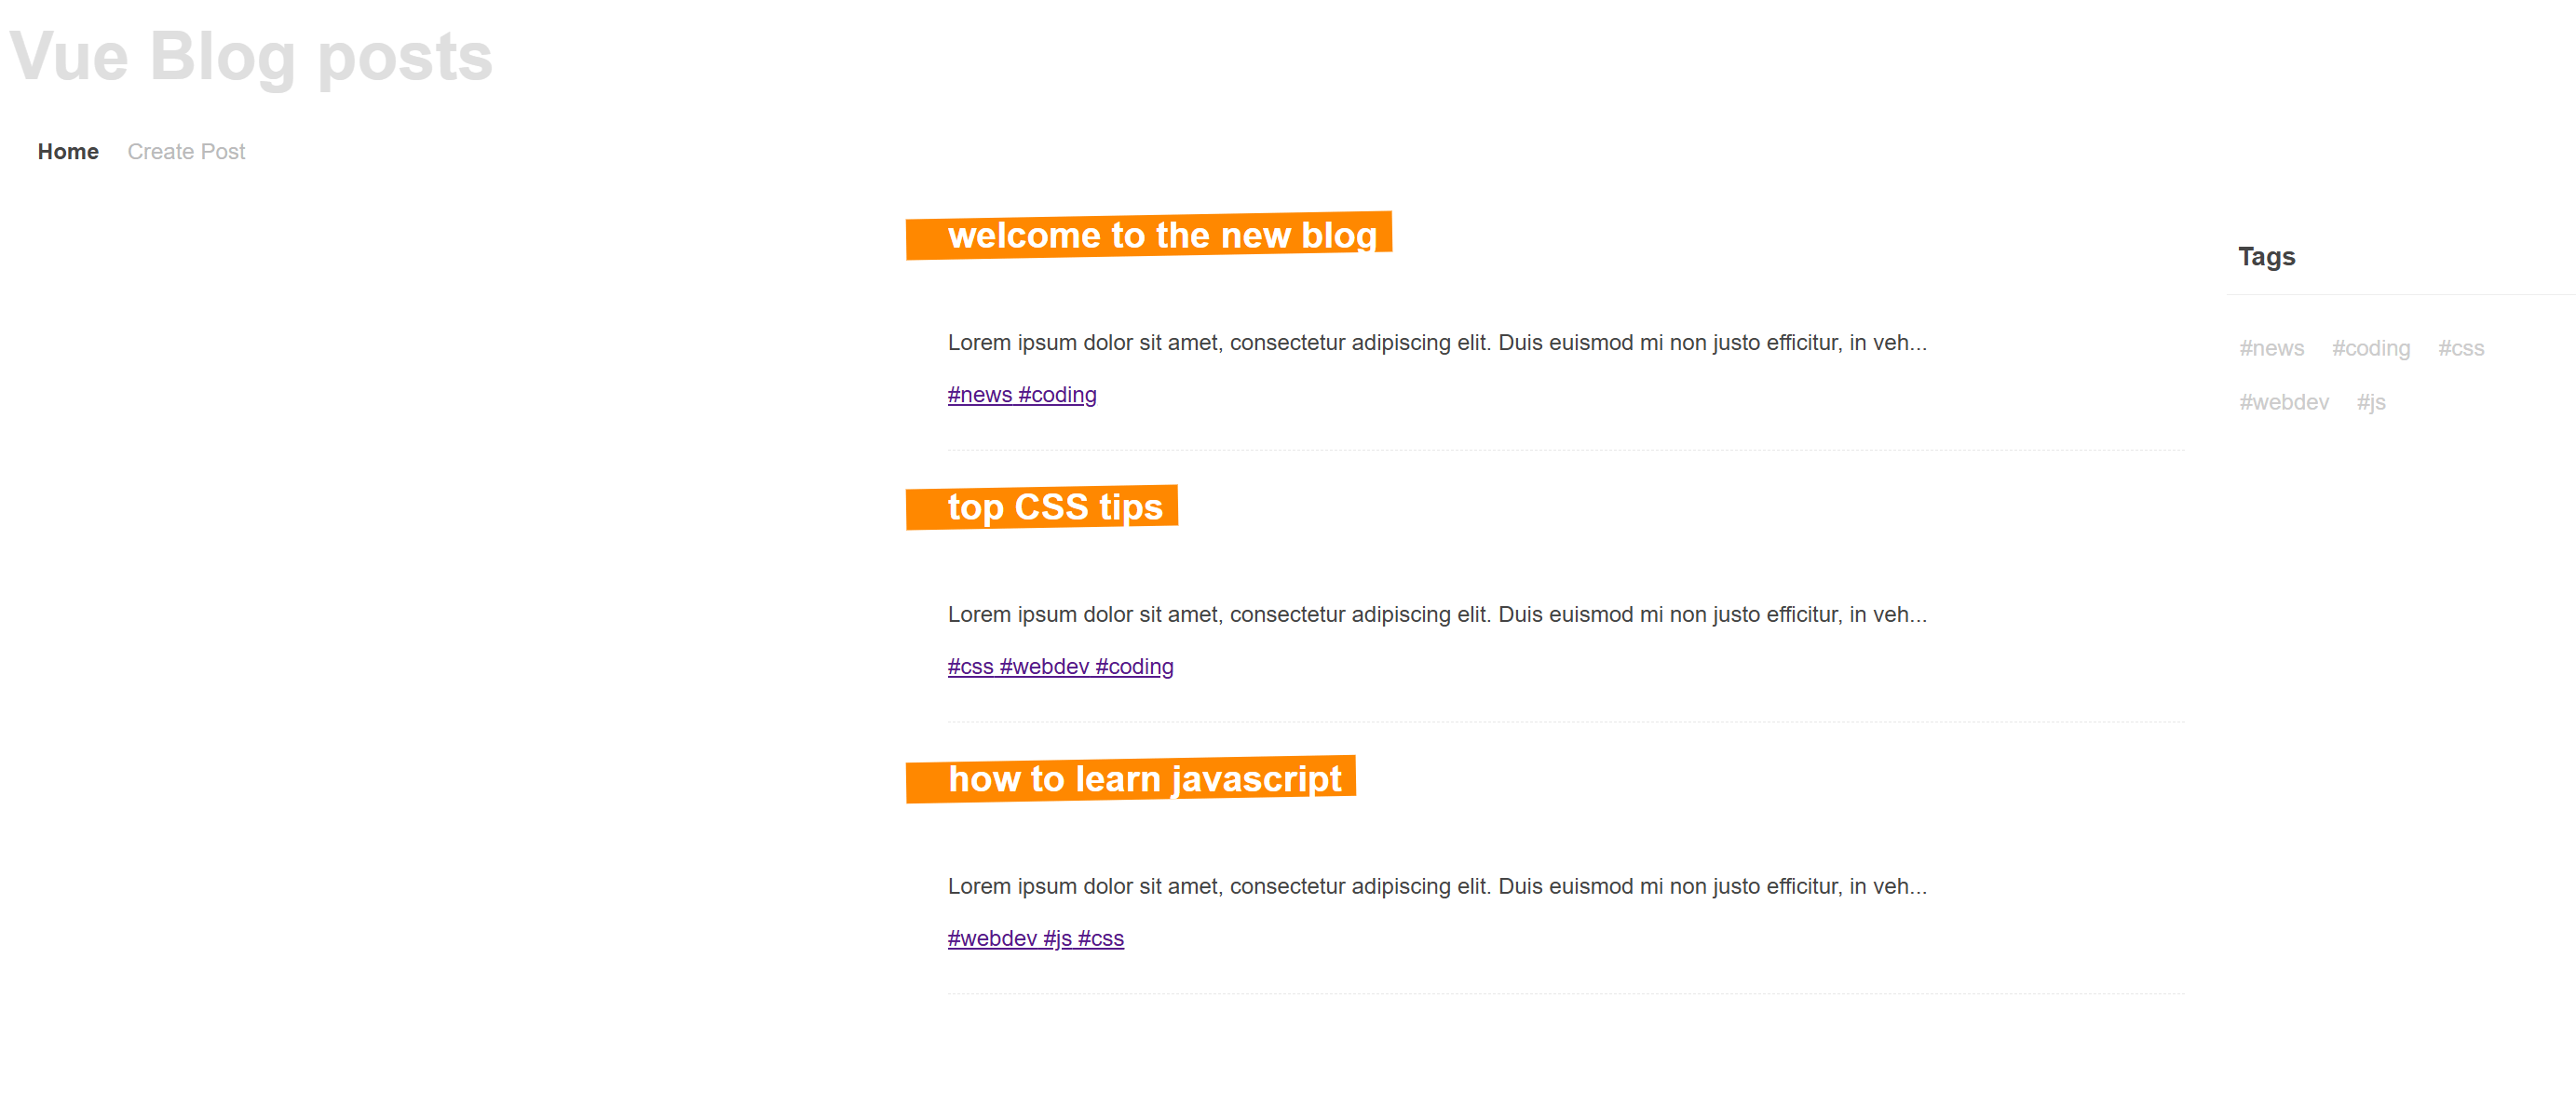 Vue Blog posts
Home Create Post
welcome to the new blog
Lorem ipsum dolor sit amet, consectetur adipiscing elit. Duis euismod mi non justo efficitur, in veh...
#news #coding
top CSS tips
Lorem ipsum dolor sit amet, consectetur adipiscing elit. Duis euismod mi non justo efficitur, in veh...
#css #webdev #coding
how to learn javascript
Lorem ipsum dolor sit amet, consectetur adipiscing elit. Duis euismod mi non justo efficitur, in veh...
#webdev #js #css
Tags
#news #coding #css
#webdev #js